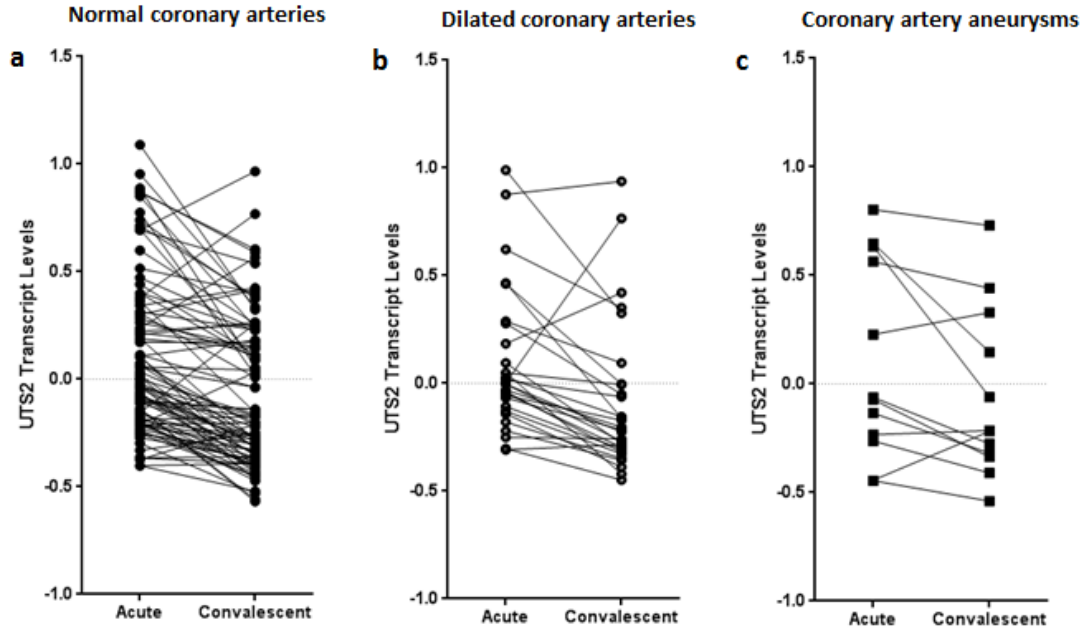 Normal coronary arteries
Dilated coronary arteries
Coronary artery aneurysms
a
1.5
1.0
0.5
0.0
-0.5
-1.0
UTS2 Transcript Levels
Acute
Convalescent
b
1.5
1.0
0.5
0.0
-0.5
-1.0
UTS2 Transcript Levels
Acute
Convalescent
c
1.5
1.0
0.5
0.0
-0.5
-1.0
UTS2 Transcript Levels
Acute
Convalescent